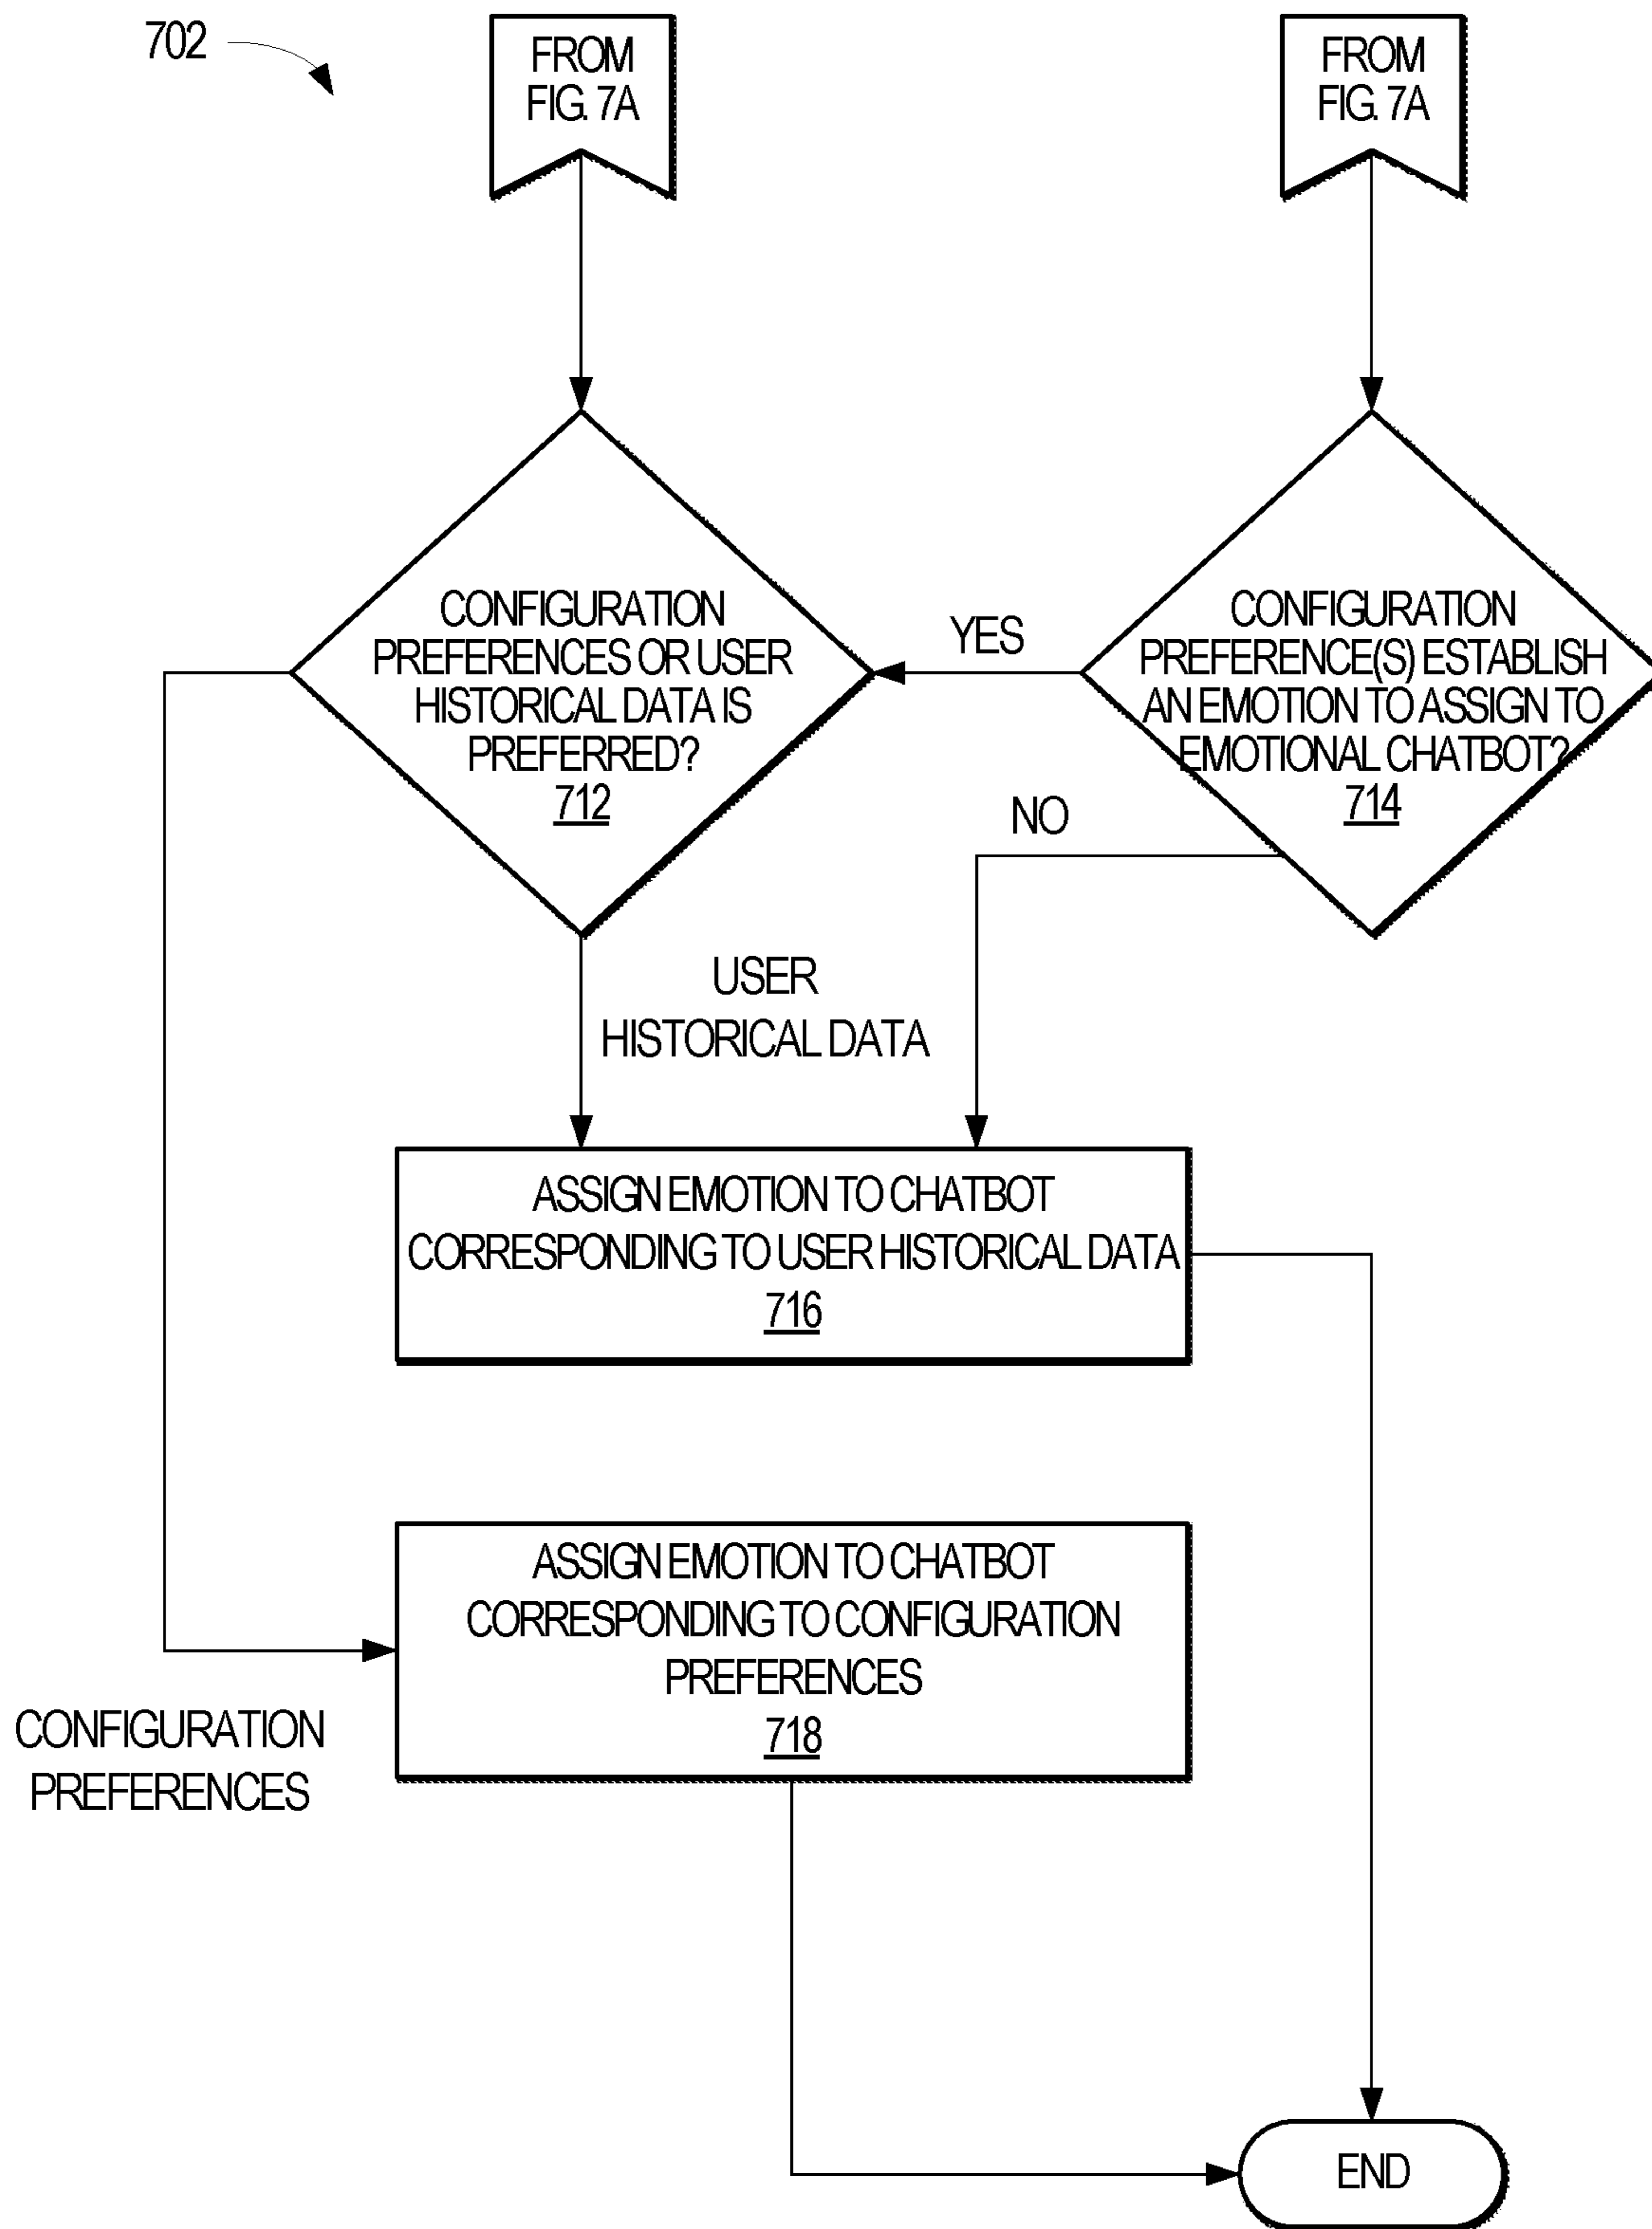 702
FROM
FIG. 7A
FROM
FIG. 7A
CONFIGURATION
PREFERENCES OR USER
HISTORICAL DATA IS
PREFERRED?
712
YES
CONFIGURATION
PREFERENCE(S) ESTABLISH
AN EMOTION TO ASSIGN TO
EMOTIONAL CHATBOT?
714
NO
USER
HISTORICAL DATA
ASSIGN EMOTION TO CHATBOT
CORRESPONDING TO USER HISTORICAL DATA
716
ASSIGN EMOTION TO CHATBOT
CORRESPONDING TO CONFIGURATION
PREFERENCES
718
CONFIGURATION
PREFERENCES
END